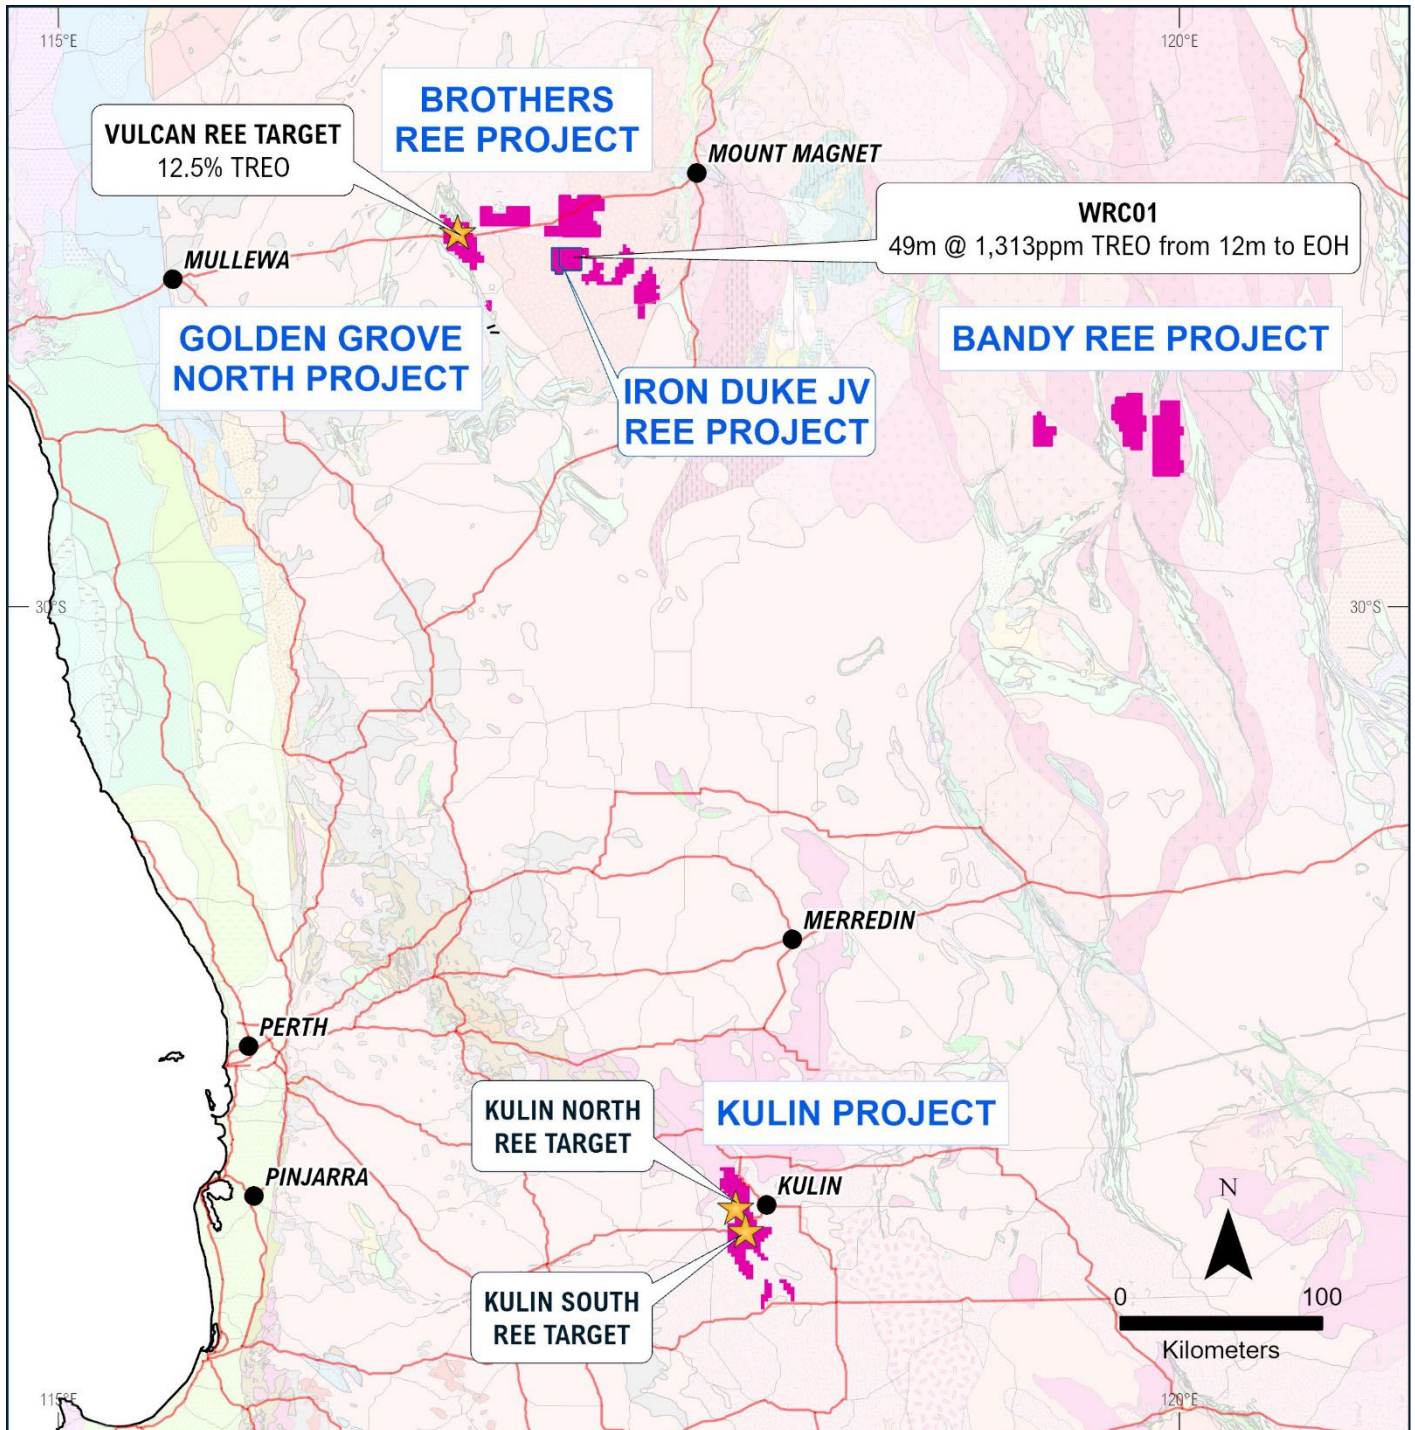 115°E
120°E
BROTHERS
REE PROJECT
VULCAN REE TARGET
12.5% TREO
MOUNT MAGNET
WRC01
49m @ 1,313ppm TREO from 12m to EOH
MULLEWA
GOLDEN GROVE
NORTH PROJECT
BANDY REE PROJECT
IRON DUKE JV
REE PROJECT
30°S
30°S
MERREDIN
PERTH
KULIN NORTH
REE TARGET
KULIN PROJECT
PINJARRA
KULIN
N
KULIN SOUTH
REE TARGET
0 100
Kilometers
115°E
120°E